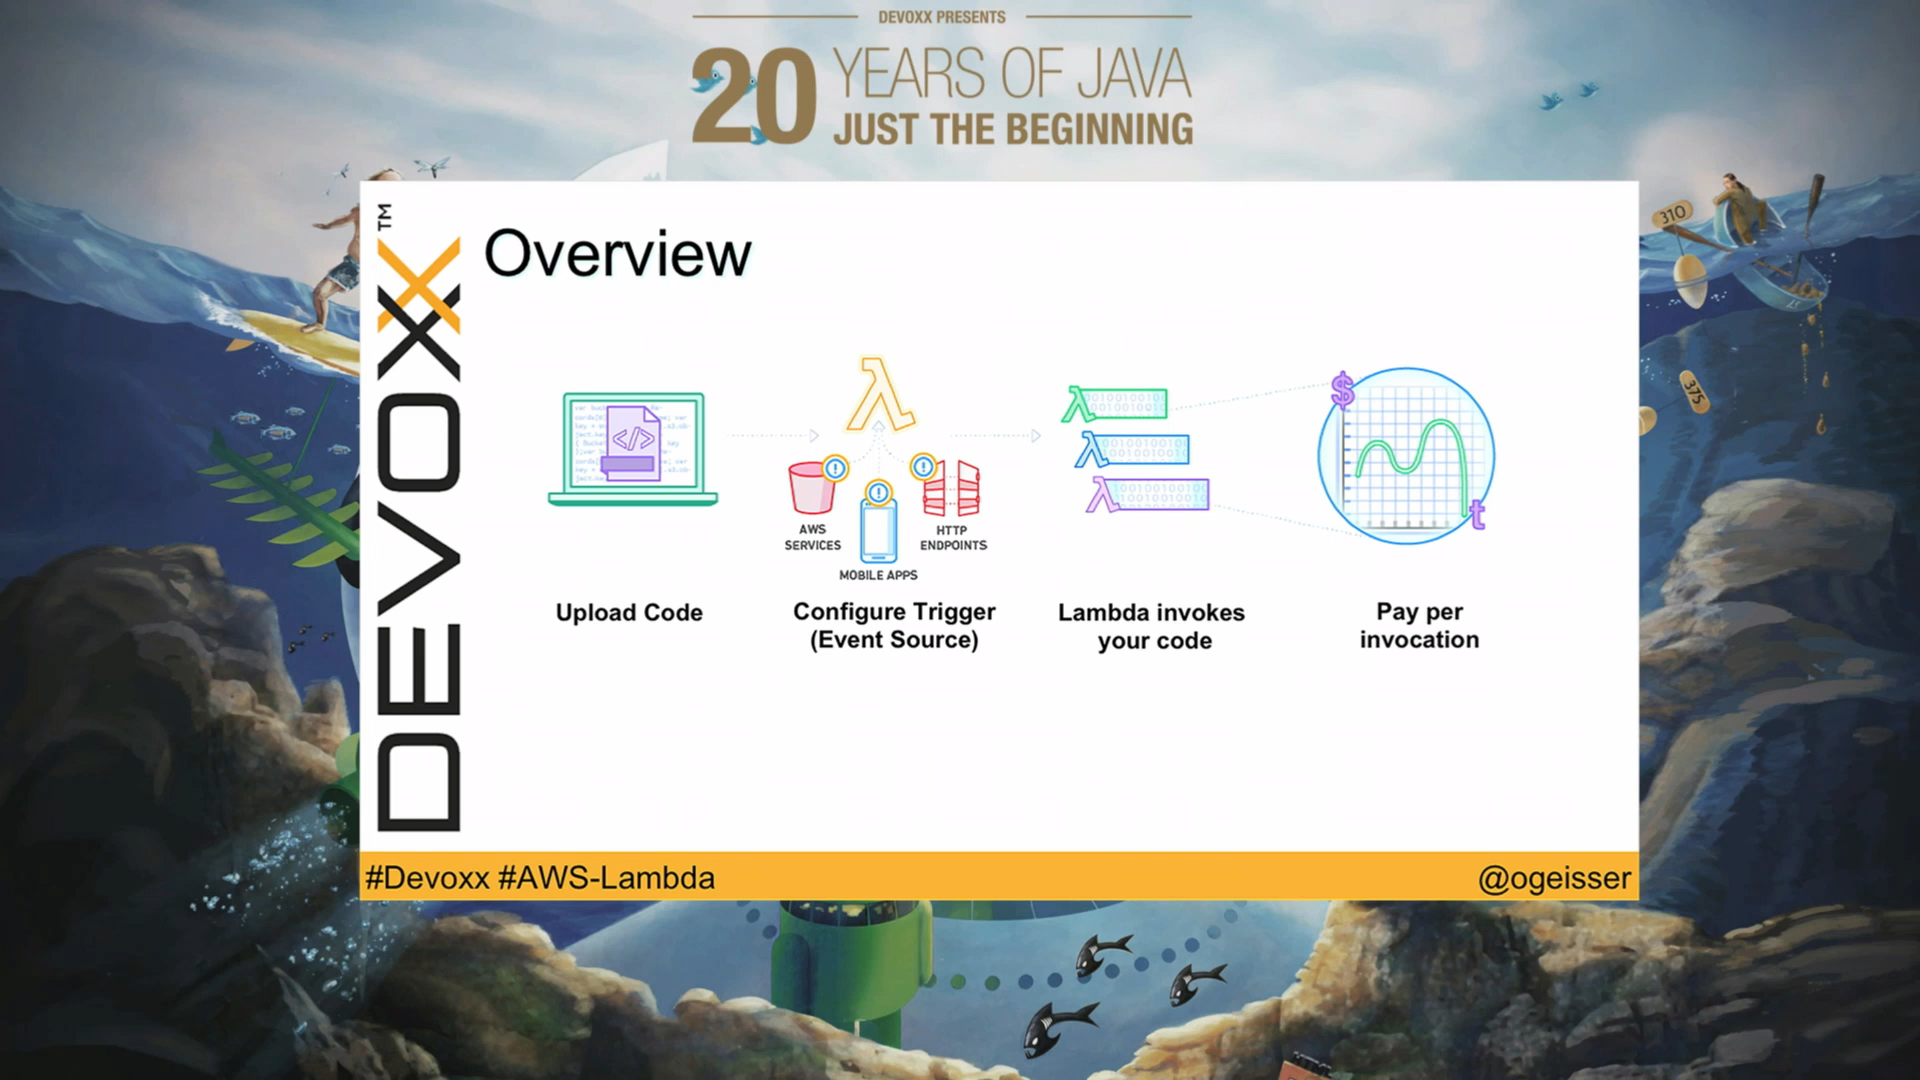 DEVOXX PRESENTS
20 YEARS OF JAVA
JUST THE BEGINNING
310
375
DEVOXX™
Overview
</>
$
t
AWS
SERVICES
MOBILE APPS
HTTP
ENDPOINTS
Upload Code
Configure Trigger
(Event Source)
Lambda invokes
your code
Pay per
invocation
#Devoxx #AWS-Lambda
@ogeisser